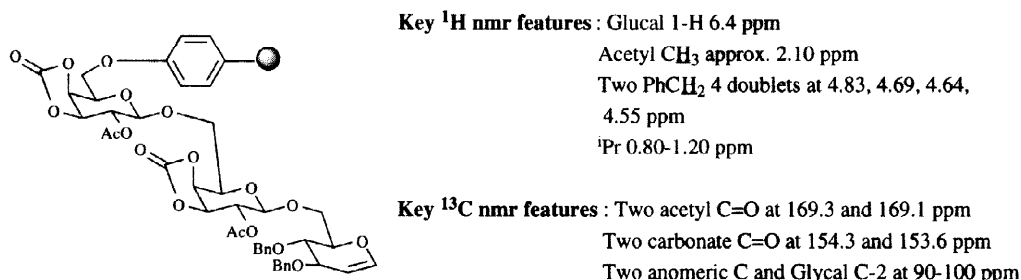 Key ¹H nmr features : Glucal 1-H 6.4 ppm
Acetyl CH₃ approx. 2.10 ppm
Two PhCH₂ 4 doublets at 4.83, 4.69, 4.64,
4.55 ppm
ⁱPr 0.80-1.20 ppm
Key ¹³C nmr features : Two acetyl C=O at 169.3 and 169.1 ppm
Two carbonate C=O at 154.3 and 153.6 ppm
Two anomeric C and Glycal C-2 at 90-100 ppm
O
O
O
O
O
O
AcO
O
O
O
O
O
AcO
O
BnO
BnO
O